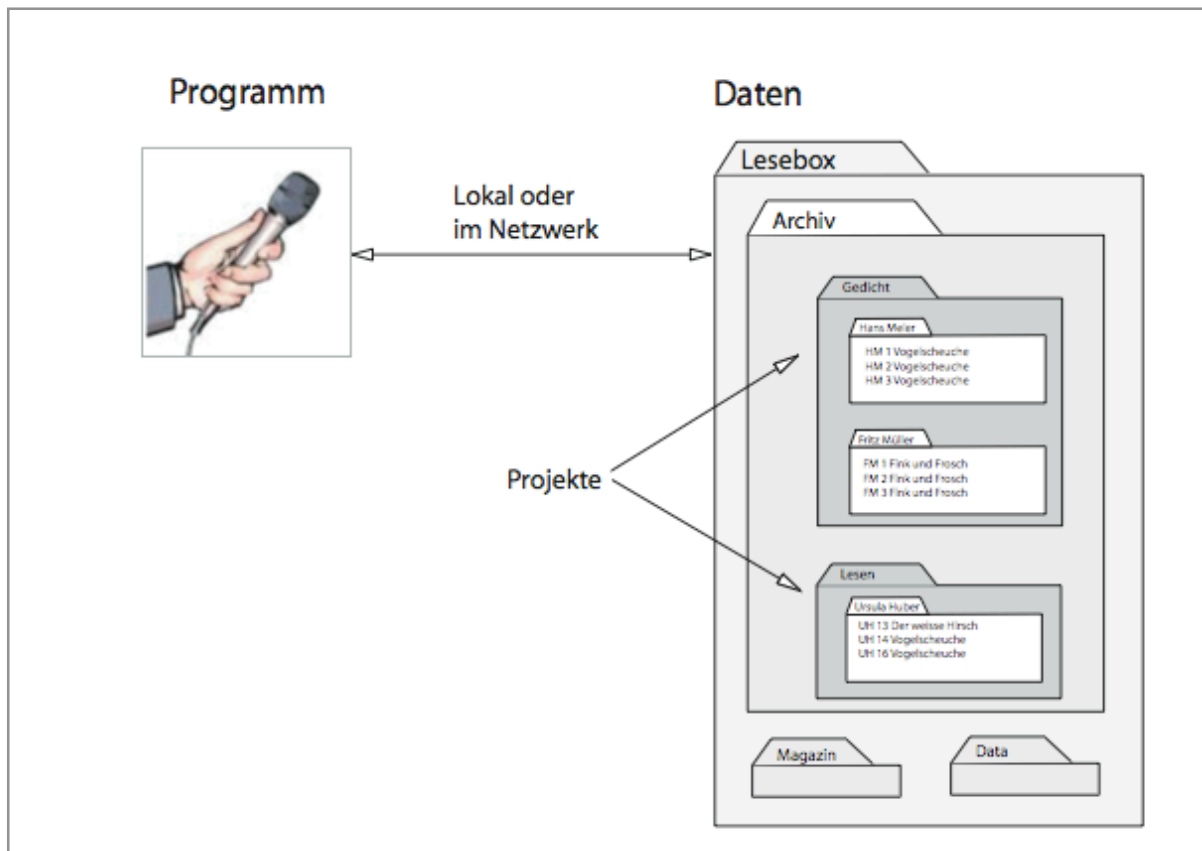 Programm
Daten
Lokal oder
im Netzwerk
Lesebox
Archiv
Gedicht
Hans Meier
HM 1 Vogelscheuche
HM 2 Vogelscheuche
HM 3 Vogelscheuche
Fritz Müller
FM 1 Fink und Frosch
FM 2 Fink und Frosch
FM 3 Fink und Frosch
Projekte
Lesen
Ursula Huber
UH 13 Der weisse Hirsch
UH 14 Vogelscheuche
UH 16 Vogelscheuche
Magazin
Data